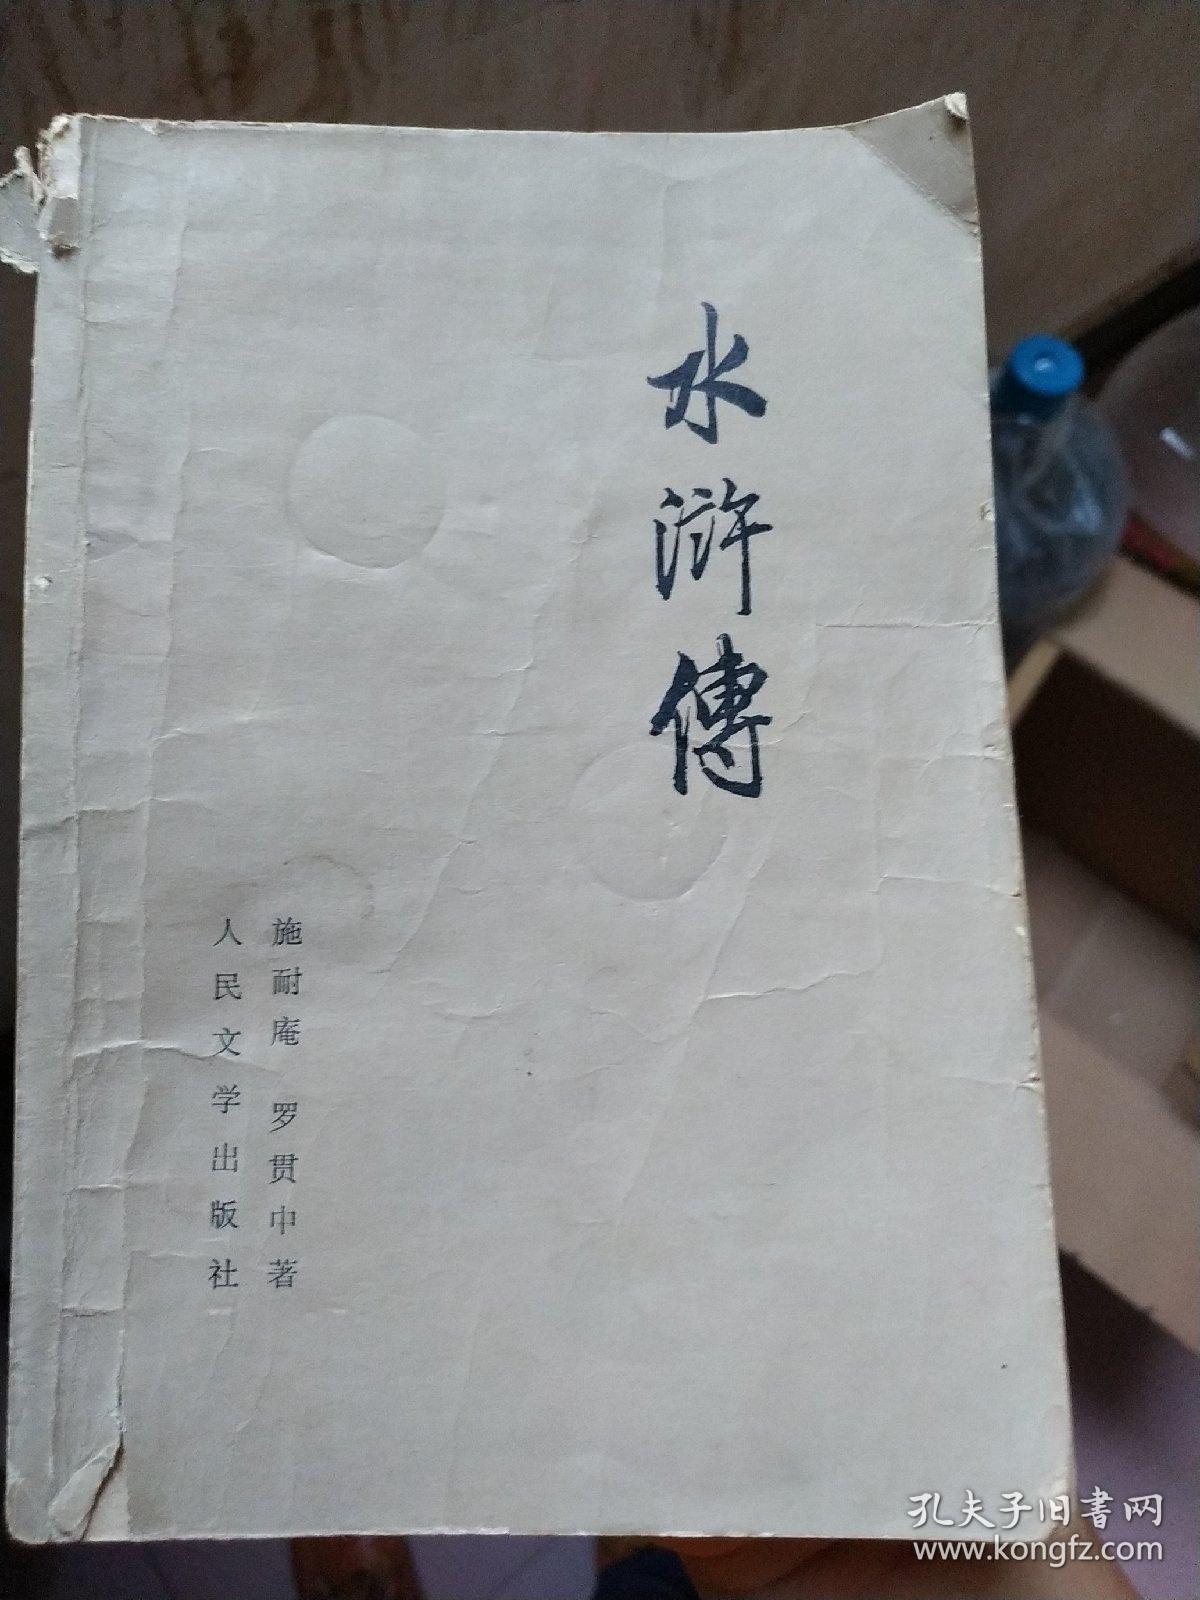 水滸傳
施耐庵 罗贯中著
人民文学出版社
孔夫子旧書网
www.kongfz.com